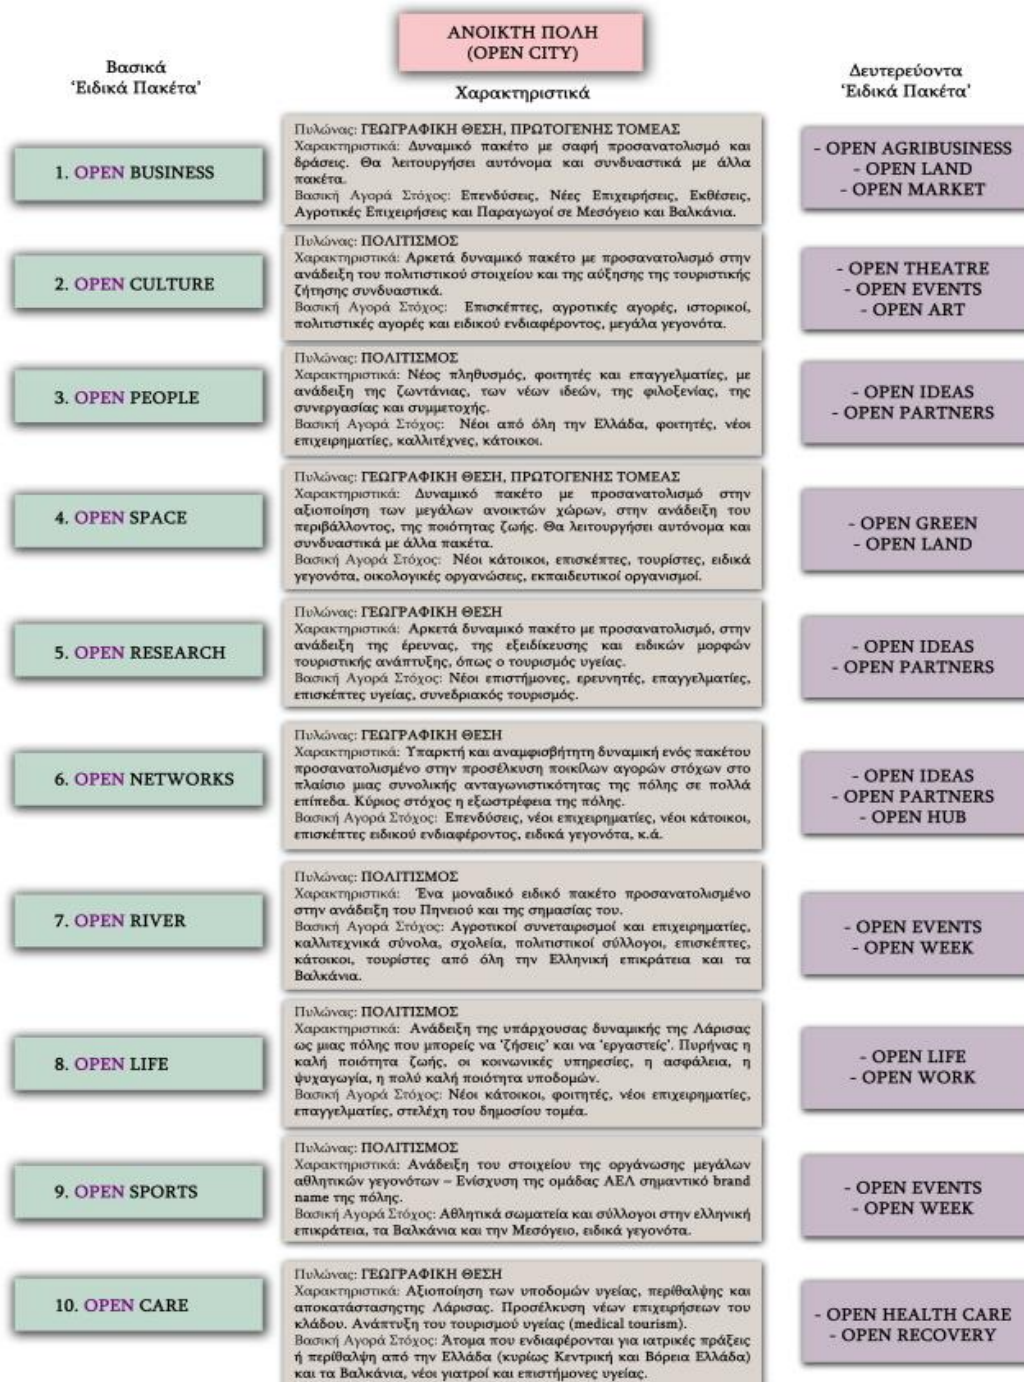 ΑΝΟΙΚΤΗ ΠΟΛΗ
(OPEN CITY)
Βασικά
'Ειδικά Πακέτα'
Χαρακτηριστικά
Δευτερεύοντα
'Ειδικά Πακέτα'
1. OPEN BUSINESS
Πυλώνας: ΓΕΩΓΡΑΦΙΚΗ ΘΕΣΗ, ΠΡΩΤΟΓΕΝΗΣ ΤΟΜΕΑΣ
Χαρακτηριστικά: Δυναμικό πακέτο με σαφή προσανατολισμό και
δράσεις. Θα λειτουργήσει αυτόνομα και συνδυαστικά με άλλα
πακέτα.
Βασική Αγορά Στόχος: Επενδύσεις, Νέες Επιχειρήσεις, Εκθέσεις,
Αγροτικές Επιχειρήσεις και Παραγωγοί σε Μεσόγειο και Βαλκάνια.
- OPEN AGRIBUSINESS
- OPEN LAND
- OPEN MARKET
2. OPEN CULTURE
Πυλώνας: ΠΟΛΙΤΙΣΜΟΣ
Χαρακτηριστικά: Αρκετά δυναμικό πακέτο με προσανατολισμό στην
ανάδειξη του πολιτιστικού στοιχείου και της αύξησης της τουριστικής
ζήτησης συνδυαστικά.
Βασική Αγορά Στόχος: Επισκέπτες, αγροτικές αγορές, ιστορικοί,
πολιτιστικές αγορές και ειδικού ενδιαφέροντος, μεγάλα γεγονότα.
- OPEN THEATRE
- OPEN EVENTS
- OPEN ART
3. OPEN PEOPLE
Πυλώνας: ΠΟΛΙΤΙΣΜΟΣ
Χαρακτηριστικά: Νέος πληθυσμός, φοιτητές και επαγγελματίες, με
ανάδειξη της ζωντάνιας, των νέων ιδεών, της φιλοξενίας, της
συνεργασίας και συμμετοχής.
Βασική Αγορά Στόχος: Νέοι από όλη την Ελλάδα, φοιτητές, νέοι
επιχειρηματίες, καλλιτέχνες, κάτοικοι.
- OPEN IDEAS
- OPEN PARTNERS
4. OPEN SPACE
Πυλώνας: ΓΕΩΓΡΑΦΙΚΗ ΘΕΣΗ, ΠΡΩΤΟΓΕΝΗΣ ΤΟΜΕΑΣ
Χαρακτηριστικά: Δυναμικό πακέτο με προσανατολισμό στην
αξιοποίηση των μεγάλων ανοικτών χώρων, στην ανάδειξη του
περιβάλλοντος, της ποιότητας ζωής. Θα λειτουργήσει αυτόνομα και
συνδυαστικά με άλλα πακέτα.
Βασική Αγορά Στόχος: Νέοι κάτοικοι, επισκέπτες, τουρίστες, ειδικά
γεγονότα, οικολογικές οργανώσεις, εκπαιδευτικοί οργανισμοί.
- OPEN GREEN
- OPEN LAND
5. OPEN RESEARCH
Πυλώνας: ΓΕΩΓΡΑΦΙΚΗ ΘΕΣΗ
Χαρακτηριστικά: Αρκετά δυναμικό πακέτο με προσανατολισμό, στην
ανάδειξη της έρευνας, της εξειδίκευσης και ειδικών μορφών
τουριστικής ανάπτυξης, όπως ο τουρισμός υγείας.
Βασική Αγορά Στόχος: Νέοι επιστήμονες, ερευνητές, επαγγελματίες,
επισκέπτες υγείας, συνεδριακός τουρισμός.
- OPEN IDEAS
- OPEN PARTNERS
6. OPEN NETWORKS
Πυλώνας: ΓΕΩΓΡΑΦΙΚΗ ΘΕΣΗ
Χαρακτηριστικά: Υπαρκτή και αναμφισβήτητη δυναμική ενός πακέτου
προσανατολισμένο στην προσέλκυση ποικίλων αγορών στόχων στο
πλαίσιο μιας συνολικής ανταγωνιστικότητας της πόλης σε πολλά
επίπεδα. Κύριος στόχος η εξωστρέφεια της πόλης.
Βασική Αγορά Στόχος: Επενδύσεις, νέοι επιχειρηματίες, νέοι κάτοικοι,
επισκέπτες ειδικού ενδιαφέροντος, ειδικά γεγονότα, κ.ά.
- OPEN IDEAS
- OPEN PARTNERS
- OPEN HUB
7. OPEN RIVER
Πυλώνας: ΠΟΛΙΤΙΣΜΟΣ
Χαρακτηριστικά: Ένα μοναδικό ειδικό πακέτο προσανατολισμένο
στην ανάδειξη του Πηνειού και της σημασίας του.
Βασική Αγορά Στόχος: Αγροτικοί συνεταιρισμοί και επιχειρηματίες,
καλλιτεχνικά σύνολα, σχολεία, πολιτιστικοί σύλλογοι, επισκέπτες,
κάτοικοι, τουρίστες από όλη την Ελληνική επικράτεια και τα
Βαλκάνια.
- OPEN EVENTS
- OPEN WEEK
8. OPEN LIFE
Πυλώνας: ΠΟΛΙΤΙΣΜΟΣ
Χαρακτηριστικά: Ανάδειξη της υπάρχουσας δυναμικής της Λάρισας
ως μιας πόλης που μπορείς να 'ζήσεις' και να 'εργαστείς'. Πυρήνας η
καλή ποιότητα ζωής, οι κοινωνικές υπηρεσίες, η ασφάλεια, η
ψυχαγωγία, η πολύ καλή ποιότητα υποδομών.
Βασική Αγορά Στόχος: Νέοι κάτοικοι, φοιτητές, νέοι επιχειρηματίες,
επαγγελματίες, στελέχη του δημοσίου τομέα.
- OPEN LIFE
- OPEN WORK
9. OPEN SPORTS
Πυλώνας: ΠΟΛΙΤΙΣΜΟΣ
Χαρακτηριστικά: Ανάδειξη του στοιχείου της οργάνωσης μεγάλων
αθλητικών γεγονότων – Ενίσχυση της ομάδας ΑΕΛ σημαντικό brand
name της πόλης.
Βασική Αγορά Στόχος: Αθλητικά σωματεία και σύλλογοι στην ελληνική
επικράτεια, τα Βαλκάνια και την Μεσόγειο, ειδικά γεγονότα.
- OPEN EVENTS
- OPEN WEEK
10. OPEN CARE
Πυλώνας: ΓΕΩΓΡΑΦΙΚΗ ΘΕΣΗ
Χαρακτηριστικά: Αξιοποίηση των υποδομών υγείας, περίθαλψης και
αποκατάστασηςτης Λάρισας. Προσέλκυση νέων επιχειρήσεων του
κλάδου. Ανάπτυξη του τουρισμού υγείας (medical tourism).
Βασική Αγορά Στόχος: Άτομα που ενδιαφέρονται για ιατρικές πράξεις
ή περίθαλψη από την Ελλάδα (κυρίως Κεντρική και Βόρεια Ελλάδα)
και τα Βαλκάνια, νέοι γιατροί και επιστήμονες υγείας.
- OPEN HEALTH CARE
- OPEN RECOVERY